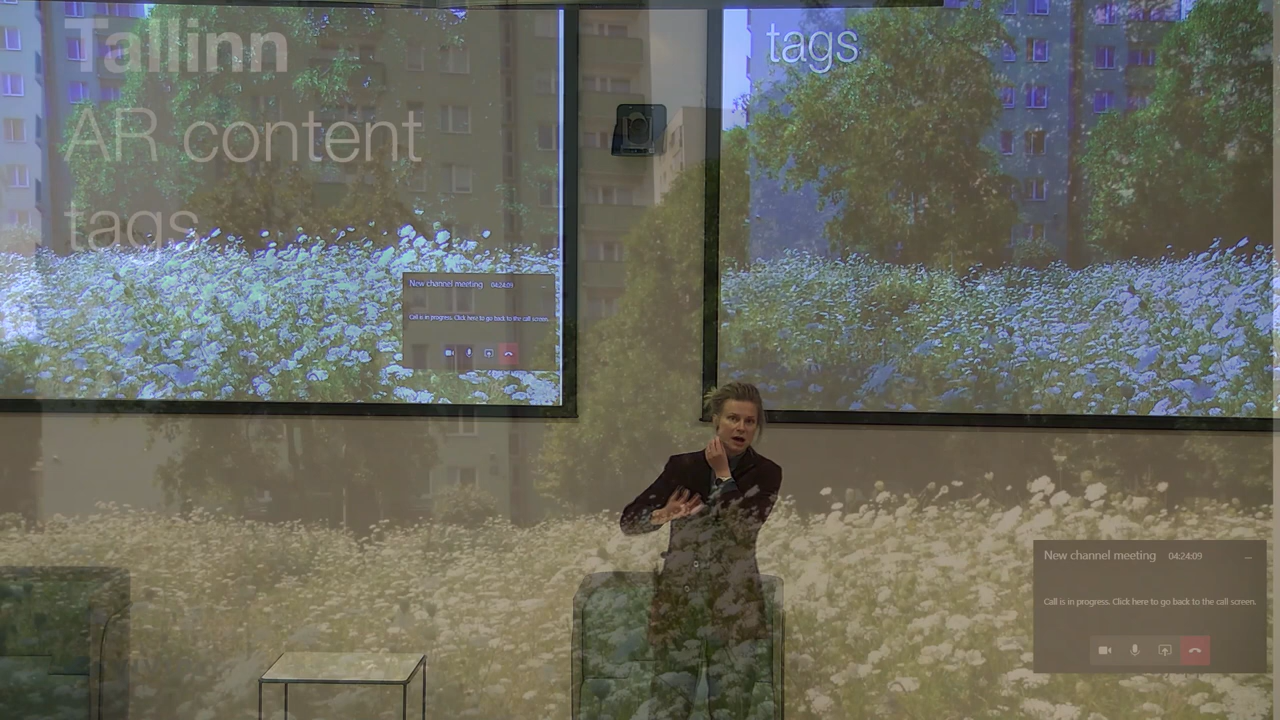 Tallinn
AR content
tags
tags
New channel meeting 04:24:09
Call is in progress. Click here to go back to the call screen.
New channel meeting 04:24:09
Call is in progress. Click here to go back to the call screen.